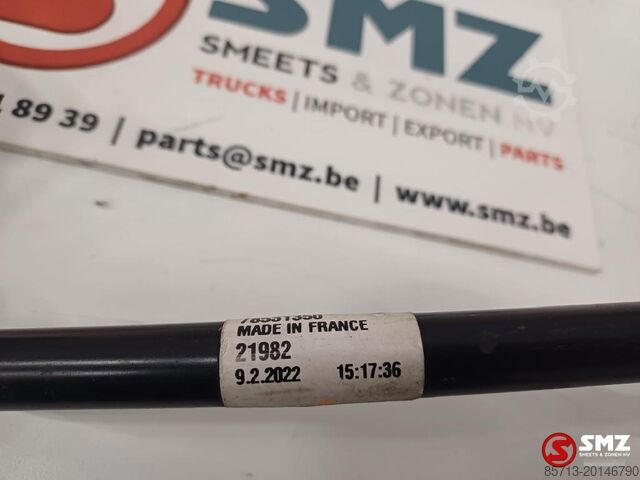 SMZ
SMEETS & ZONEN NV
TRUCKS | IMPORT | EXPORT | PARTS
8 39 | parts@smz.be | www.smz.be
MADE IN FRANCE
21982
9.2.2022 15:17:36
SMZ
SMEETS & ZONEN NV
85713-20146790